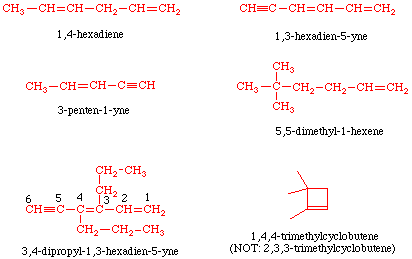 CH3—CH=CH—CH2—CH=CH2
1,4-hexadiene
CH≡C—CH=CH—CH=CH2
1,3-hexadien-5-yne
CH3—CH=CH—C≡CH
3-penten-1-yne
CH3
CH3—C—CH2—CH2—CH=CH2
CH3
5,5-dimethyl-1-hexene
CH2—CH3
CH2
6 5 4 3 2 1
CH≡C—C=C—CH=CH2
CH2—CH2—CH3
3,4-dipropyl-1,3-hexadien-5-yne
1,4,4-trimethylcyclobutene
(NOT: 2,3,3-trimethylcyclobutene)